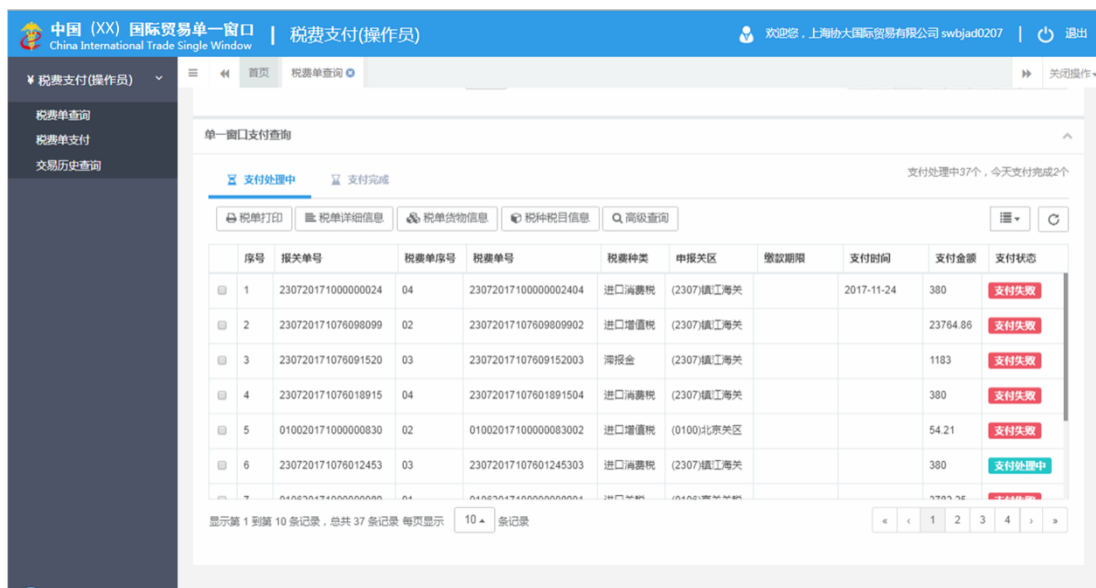 中国（XX）国际贸易单一窗口 | 税费支付(操作员)
China International Trade Single Window
欢迎您，上海协大国际贸易有限公司 swbjad0207 | 退出
¥ 税费支付(操作员)
首页 税费单查询
关闭操作
税费单查询
税费单支付
交易历史查询
单一窗口支付查询
支付处理中 支付完成
支付处理中37个，今天支付完成2个
税单打印 税单详细信息 税单货物信息 税种税目信息 高级查询
序号 报关单号 税费单序号 税费单号 税费种类 申报关区 缴款期限 支付时间 支付金额 支付状态
1 230720171000000024 04 23072017100000002404 进口消费税 (2307)镇江海关 2017-11-24 380 支付失败
2 230720171076098099 02 23072017107609809902 进口增值税 (2307)镇江海关 23764.86 支付失败
3 230720171076091520 03 23072017107609152003 滞报金 (2307)镇江海关 1183 支付失败
4 230720171076018915 04 23072017107601891504 进口消费税 (2307)镇江海关 380 支付失败
5 010020171000000830 02 01002017100000083002 进口增值税 (0100)北京关区 54.21 支付失败
6 230720171076012453 03 23072017107601245303 进口消费税 (2307)镇江海关 380 支付处理中
显示第 1 到第 10 条记录，总共 37 条记录 每页显示 10 条记录
« ‹ 1 2 3 4 › »